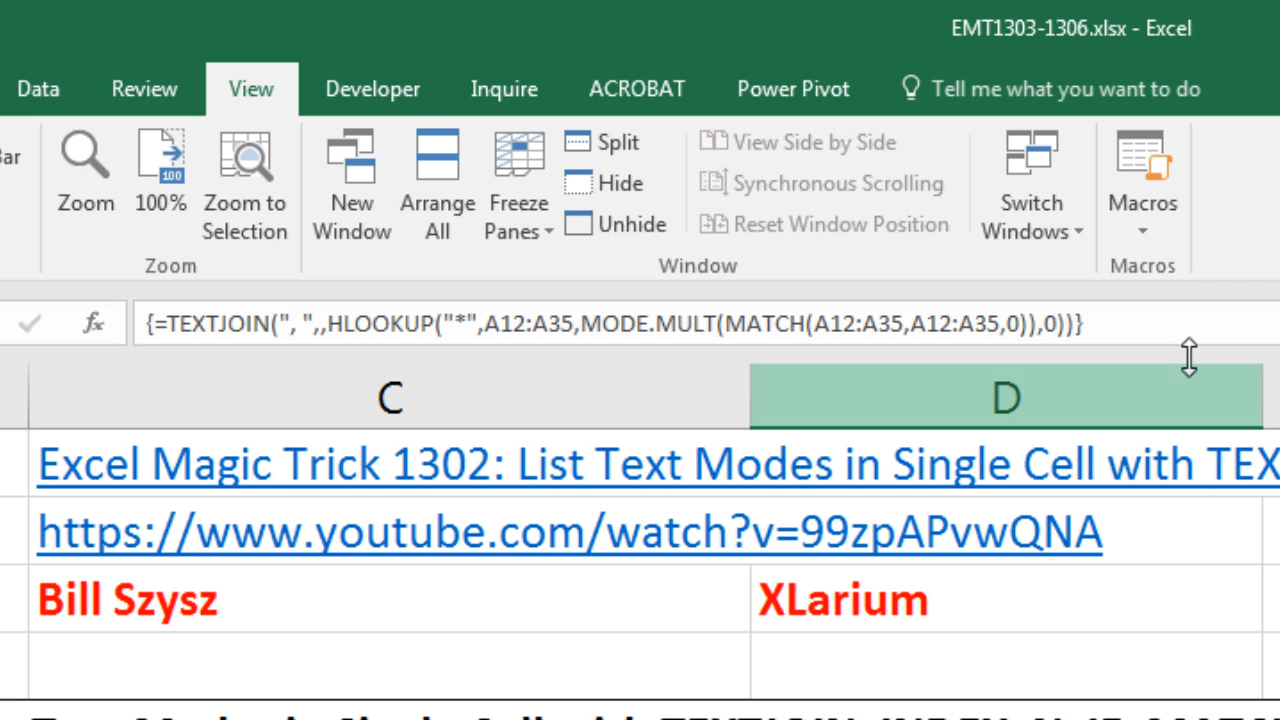 EMT1303-1306.xlsx - Excel
Data Review View Developer Inquire ACROBAT Power Pivot Tell me what you want to do
Zoom
100%
Zoom to Selection
New Window
Arrange All
Freeze Panes
Split
Hide
Unhide
View Side by Side
Synchronous Scrolling
Reset Window Position
Switch Windows
Macros
Zoom Window Macros
fx {=TEXTJOIN(", ",,HLOOKUP("*",A12:A35,MODE.MULT(MATCH(A12:A35,A12:A35,0)),0))}
C D
Excel Magic Trick 1302: List Text Modes in Single Cell with TEX
https://www.youtube.com/watch?v=99zpAPvwQNA
Bill Szysz XLarium